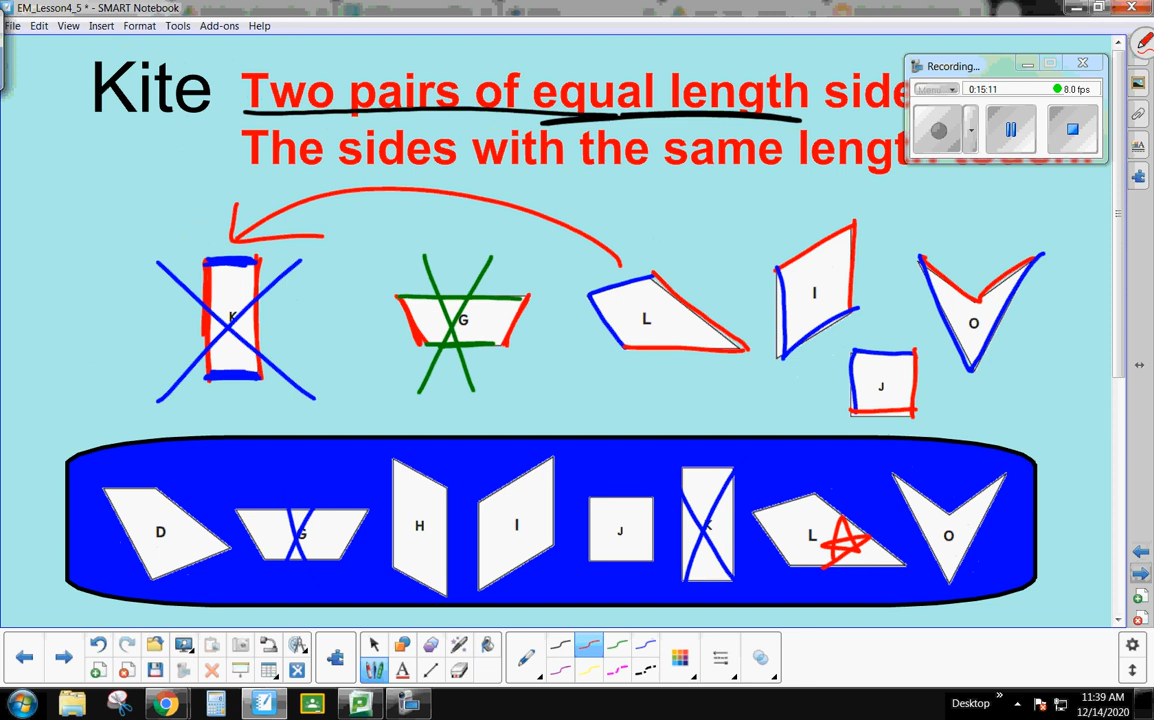 EM_Lesson4_5 * - SMART Notebook
File Edit View Insert Format Tools Add-ons Help
Recording...
Menu
0:15:11
8.0 fps
Kite
Two pairs of equal length side
The sides with the same length
K
G
L
I
O
J
D
G
H
I
J
K
L
O
Desktop
11:39 AM
12/14/2020